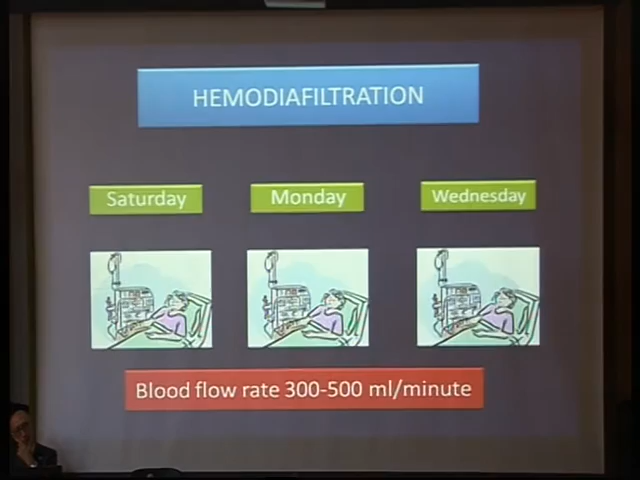 HEMODIAFILTRATION
Saturday
Monday
Wednesday
Blood flow rate 300-500 ml/minute